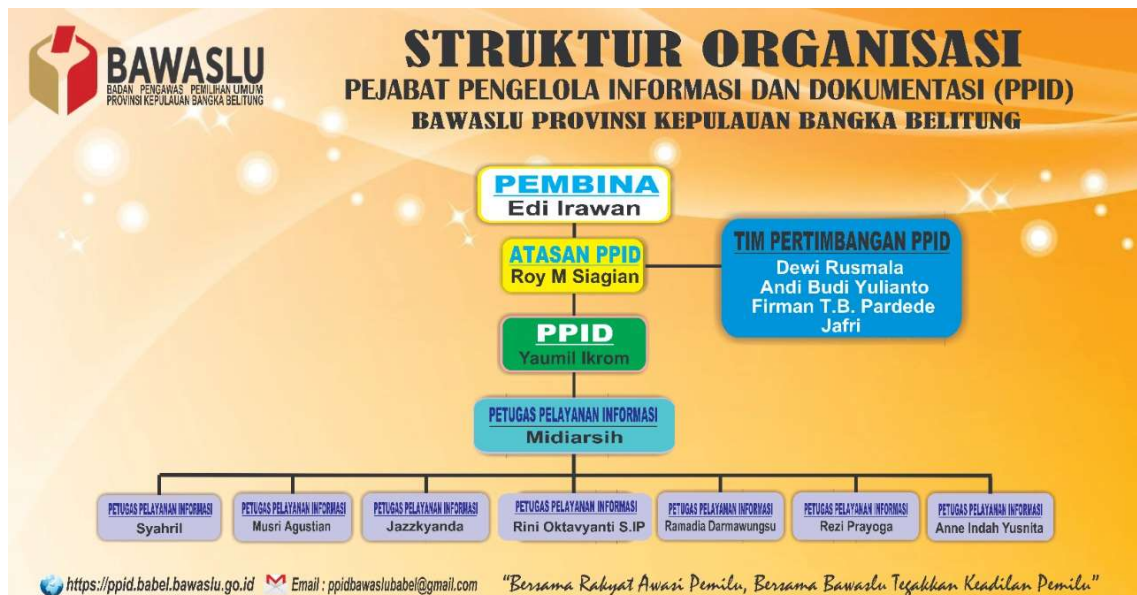 BAWASLU
BADAN PENGAWAS PEMILIHAN UMUM
PROVINSI KEPULAUAN BANGKA BELITUNG
STRUKTUR ORGANISASI
PEJABAT PENGELOLA INFORMASI DAN DOKUMENTASI (PPID)
BAWASLU PROVINSI KEPULAUAN BANGKA BELITUNG
PEMBINA
Edi Irawan
ATASAN PPID
Roy M Siagian
TIM PERTIMBANGAN PPID
Dewi Rusmala
Andi Budi Yulianto
Firman T.B. Pardede
Jafri
PPID
Yaumil Ikrom
PETUGAS PELAYANAN INFORMASI
Midiarsih
PETUGAS PELAYANAN INFORMASI
Syahril
PETUGAS PELAYANAN INFORMASI
Musri Agustian
PETUGAS PELAYANAN INFORMASI
Jazzkyanda
PETUGAS PELAYANAN INFORMASI
Rini Oktavyanti S.IP
PETUGAS PELAYANAN INFORMASI
Ramadia Darmawungsu
PETUGAS PELAYANAN INFORMASI
Rezi Prayoga
PETUGAS PELAYANAN INFORMASI
Anne Indah Yusnita
https://ppid.babel.bawaslu.go.id
Email : ppidbawaslubabel@gmail.com
"Bersama Rakyat Awasi Pemilu, Bersama Bawaslu Tegakkan Keadilan Pemilu"